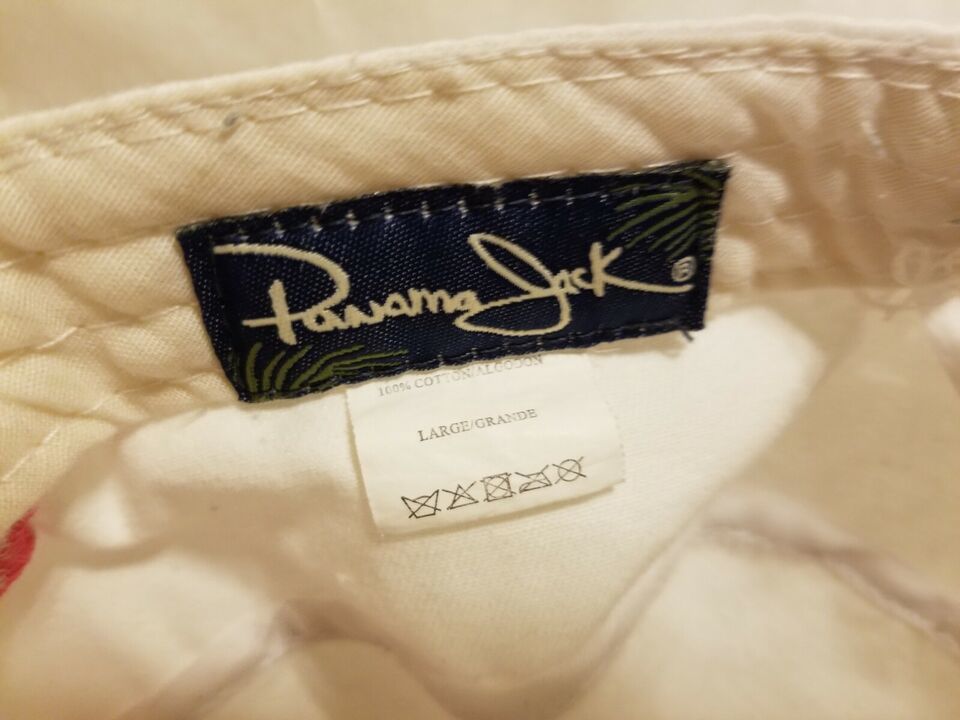 Panama Jack ®
100% COTTON/ALGODON
LARGE/GRANDE